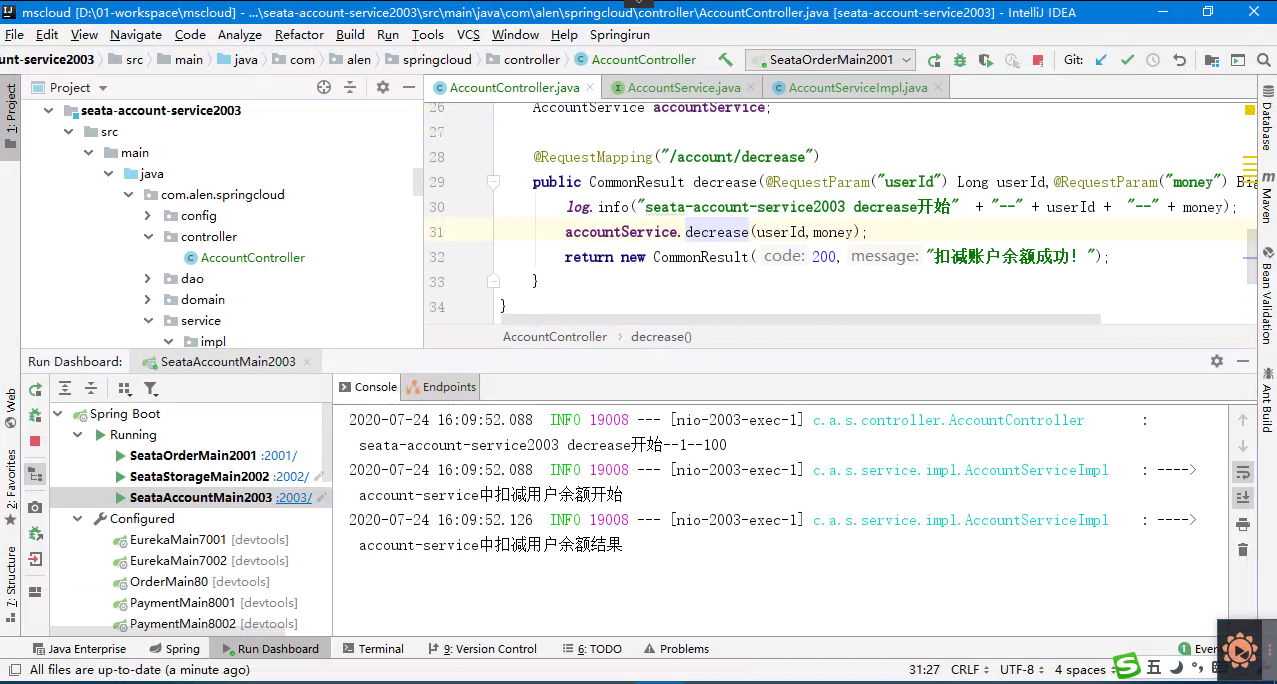 mscloud [D:\01-workspace\mscloud] - ...\seata-account-service2003\src\main\java\com\alen\springcloud\controller\AccountController.java [seata-account-service2003] - IntelliJ IDEA
File Edit View Navigate Code Analyze Refactor Build Run Tools VCS Window Help Springirun
unt-service2003 src main java com alen springcloud controller AccountController SeataOrderMain2001 Git:
Project
AccountController.java AccountService.java AccountServiceImpl.java
1: Project
seata-account-service2003
src
main
java
com.alen.springcloud
config
controller
AccountController
dao
domain
service
impl
26 AccountService accountService;
27
28 @RequestMapping("/account/decrease")
29 public CommonResult decrease(@RequestParam("userId") Long userId,@RequestParam("money") Big
30 log.info("seata-account-service2003 decrease开始" + "--" + userId + "--" + money);
31 accountService.decrease(userId,money);
32 return new CommonResult( code: 200, message: "扣减账户余额成功！");
33 }
34 }
AccountController › decrease()
Database
Maven
Bean Validation
Ant Build
Run Dashboard: SeataAccountMain2003
Web
2: Favorites
7: Structure
Console Endpoints
Spring Boot
Running
SeataOrderMain2001 :2001/
SeataStorageMain2002 :2002/
SeataAccountMain2003 :2003/
Configured
EurekaMain7001 [devtools]
EurekaMain7002 [devtools]
OrderMain80 [devtools]
PaymentMain8001 [devtools]
PaymentMain8002 [devtools]
2020-07-24 16:09:52.088 INFO 19008 --- [nio-2003-exec-1] c.a.s.controller.AccountController :
seata-account-service2003 decrease开始--1--100
2020-07-24 16:09:52.088 INFO 19008 --- [nio-2003-exec-1] c.a.s.service.impl.AccountServiceImpl : ---->
account-service中扣减用户余额开始
2020-07-24 16:09:52.126 INFO 19008 --- [nio-2003-exec-1] c.a.s.service.impl.AccountServiceImpl : ---->
account-service中扣减用户余额结果
Java Enterprise Spring Run Dashboard Terminal 9: Version Control 6: TODO Problems 1
All files are up-to-date (a minute ago) 31:27 CRLF UTF-8 4 spaces 五